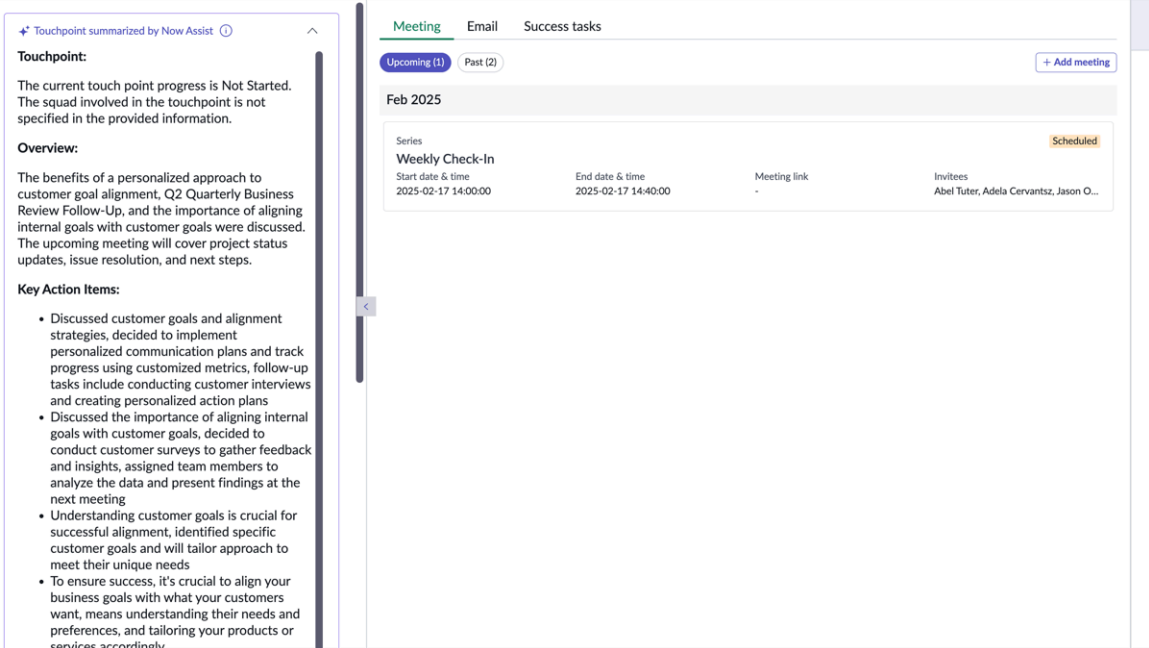 Touchpoint summarized by Now Assist
Touchpoint:
The current touch point progress is Not Started.
The squad involved in the touchpoint is not
specified in the provided information.
Overview:
The benefits of a personalized approach to
customer goal alignment, Q2 Quarterly Business
Review Follow-Up, and the importance of aligning
internal goals with customer goals were discussed.
The upcoming meeting will cover project status
updates, issue resolution, and next steps.
Key Action Items:
• Discussed customer goals and alignment
strategies, decided to implement
personalized communication plans and track
progress using customized metrics, follow-up
tasks include conducting customer interviews
and creating personalized action plans
• Discussed the importance of aligning internal
goals with customer goals, decided to
conduct customer surveys to gather feedback
and insights, assigned team members to
analyze the data and present findings at the
next meeting
• Understanding customer goals is crucial for
successful alignment, identified specific
customer goals and will tailor approach to
meet their unique needs
• To ensure success, it's crucial to align your
business goals with what your customers
want, means understanding their needs and
preferences, and tailoring your products or
services accordingly
Meeting Email Success tasks
Upcoming (1) Past (2) + Add meeting
Feb 2025
Series Scheduled
Weekly Check-In
Start date & time End date & time Meeting link Invitees
2025-02-17 14:00:00 2025-02-17 14:40:00 - Abel Tuter, Adela Cervantsz, Jason O...